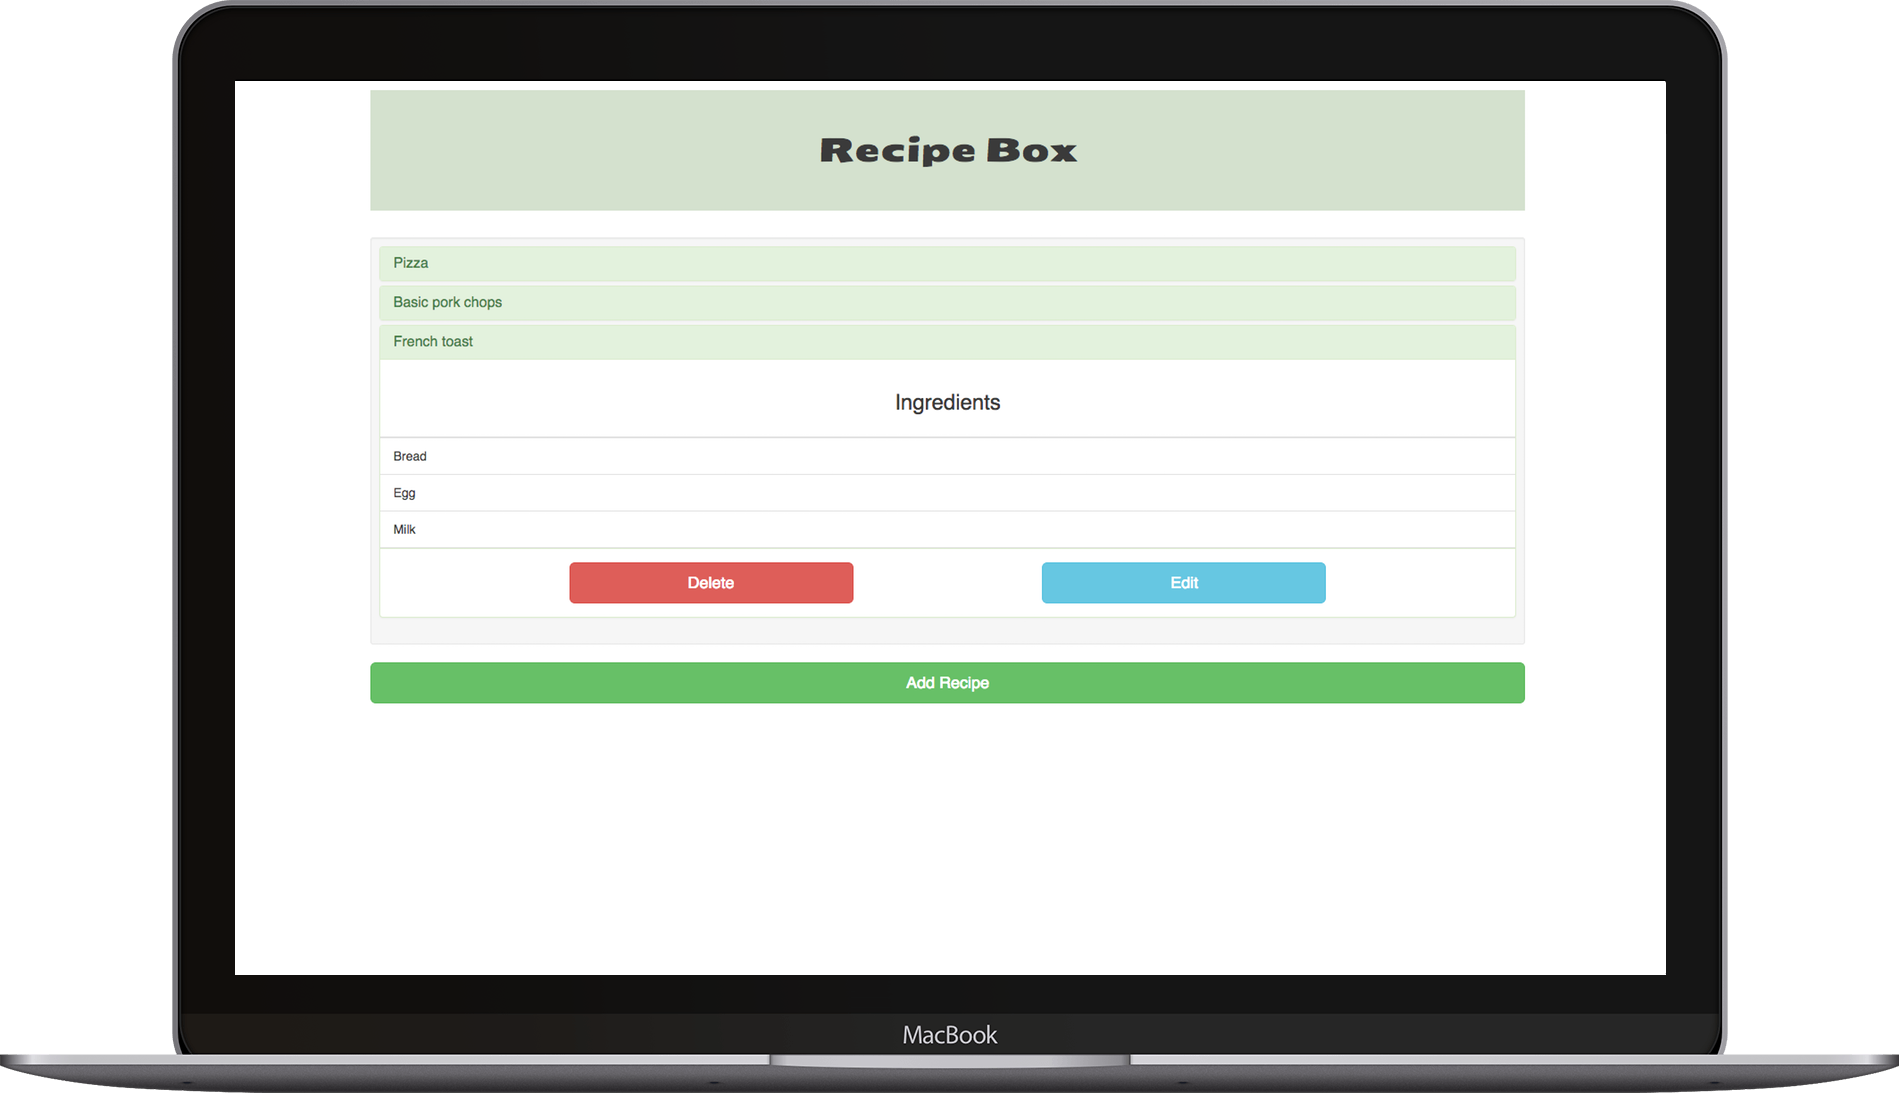 Recipe Box
Pizza
Basic pork chops
French toast
Ingredients
Bread
Egg
Milk
Delete Edit
Add Recipe
MacBook